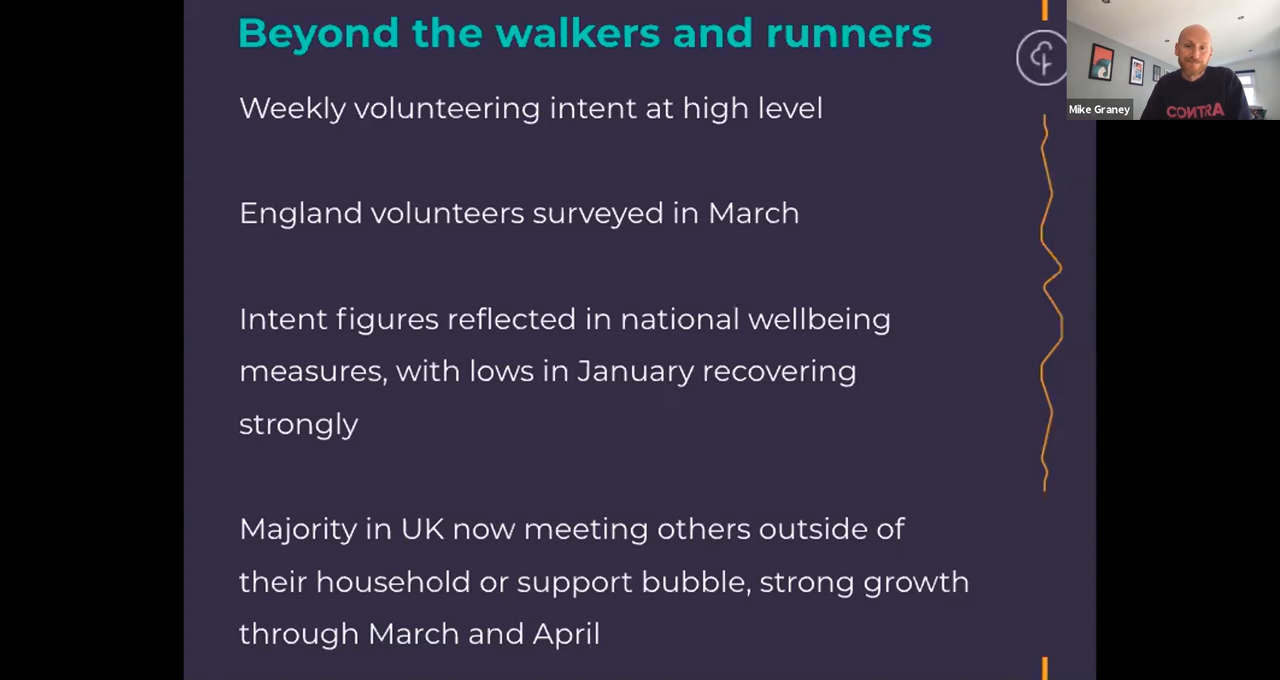 Beyond the walkers and runners
Weekly volunteering intent at high level
England volunteers surveyed in March
Intent figures reflected in national wellbeing
measures, with lows in January recovering
strongly
Majority in UK now meeting others outside of
their household or support bubble, strong growth
through March and April
Mike Graney
CONTRA